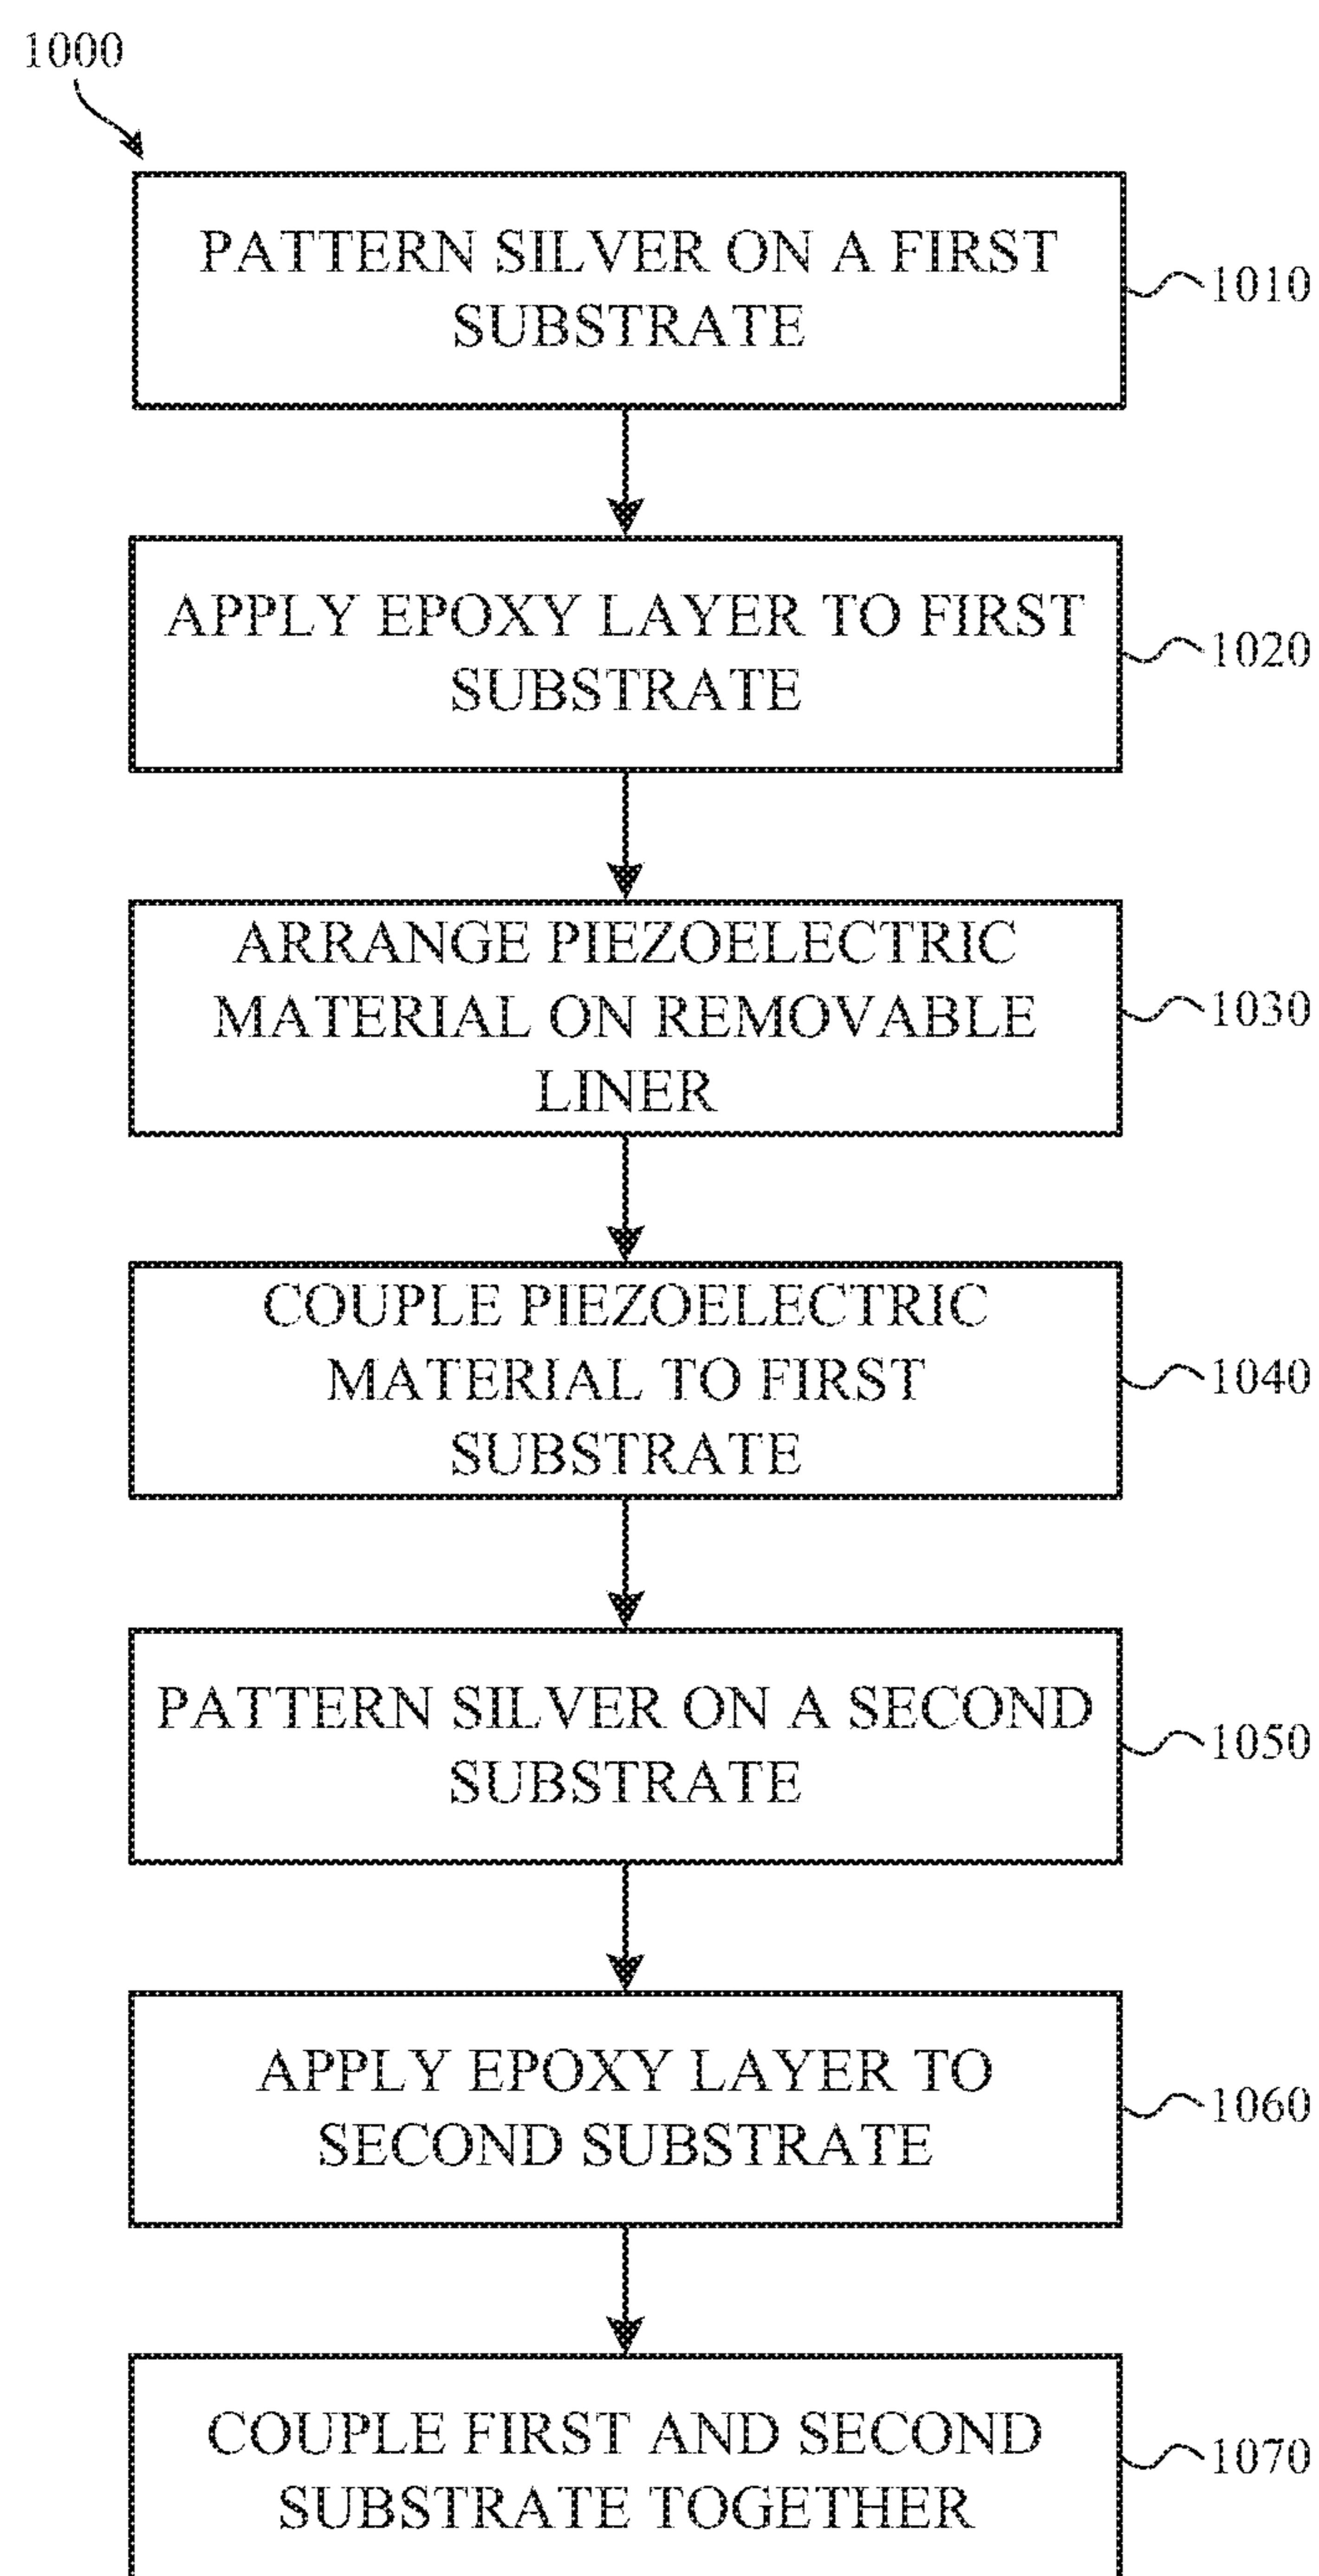 1000
PATTERN SILVER ON A FIRST
SUBSTRATE
1010
APPLY EPOXY LAYER TO FIRST
SUBSTRATE
1020
ARRANGE PIEZOELECTRIC
MATERIAL ON REMOVABLE
LINER
1030
COUPLE PIEZOELECTRIC
MATERIAL TO FIRST
SUBSTRATE
1040
PATTERN SILVER ON A SECOND
SUBSTRATE
1050
APPLY EPOXY LAYER TO
SECOND SUBSTRATE
1060
COUPLE FIRST AND SECOND
SUBSTRATE TOGETHER
1070